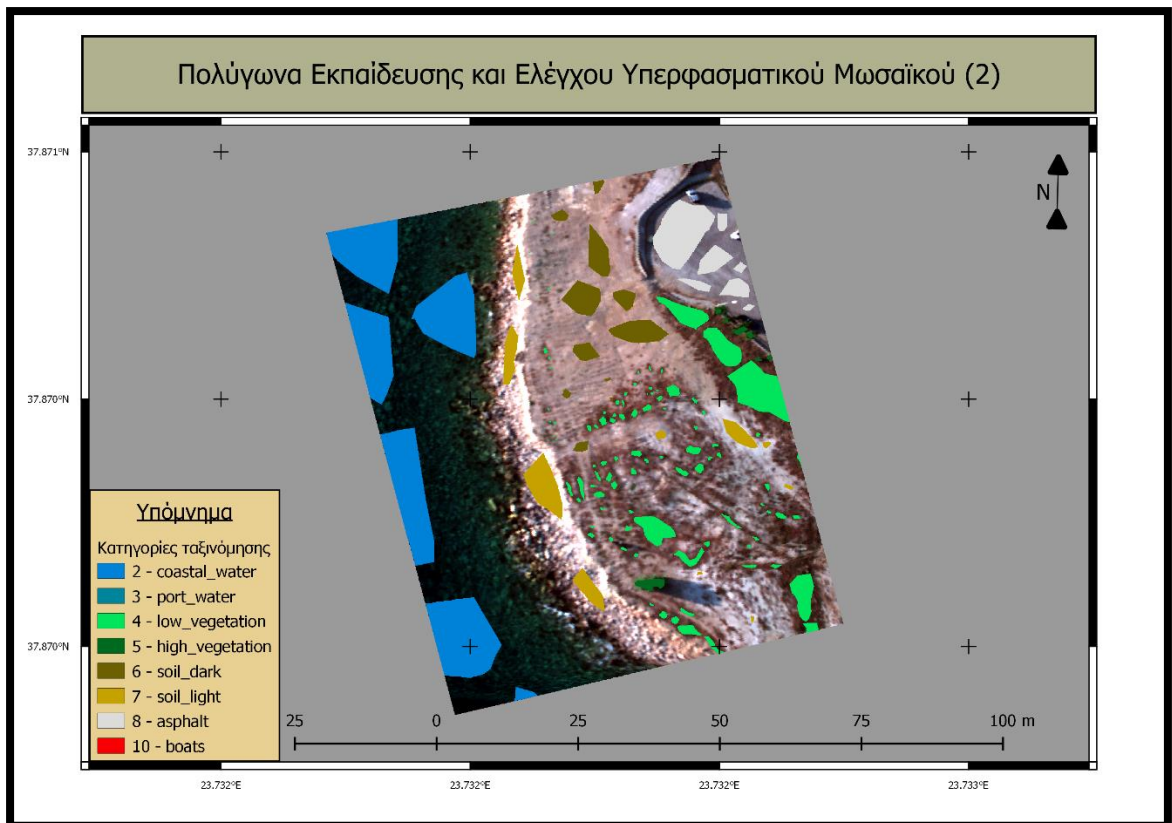 Πολύγωνα Εκπαίδευσης και Ελέγχου Υπερφασματικού Μωσαϊκού (2)
37.871°N
N
37.870°N
Υπόμνημα
Κατηγορίες ταξινόμησης
2 - coastal_water
3 - port_water
4 - low_vegetation
5 - high_vegetation
6 - soil_dark
7 - soil_light
8 - asphalt
10 - boats
37.870°N
25 0 25 50 75 100 m
23.732°E 23.732°E 23.732°E 23.733°E